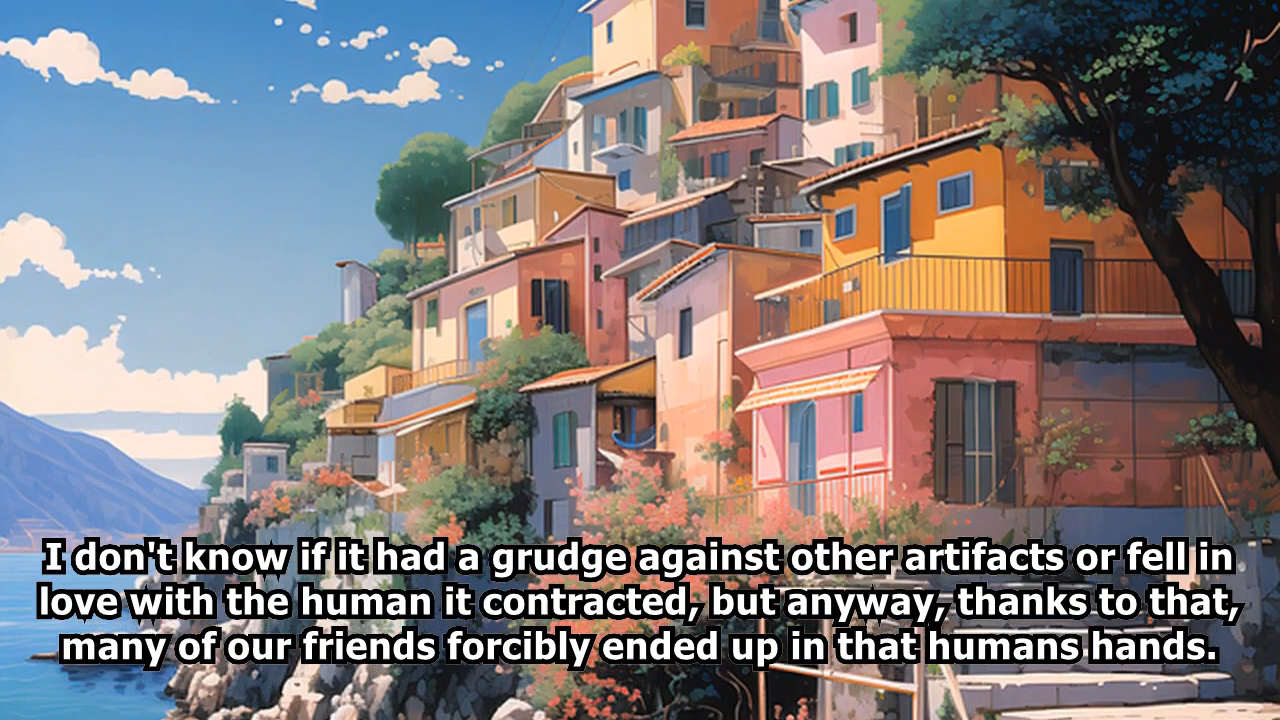 I don't know if it had a grudge against other artifacts or fell in
love with the human it contracted, but anyway, thanks to that,
many of our friends forcibly ended up in that humans hands.